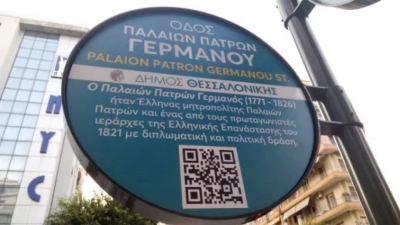 ΟΔΟΣ
ΠΑΛΑΙΩΝ ΠΑΤΡΩΝ
ΓΕΡΜΑΝΟΥ
PALAION PATRON GERMANOU ST.
ΔΗΜΟΣ ΘΕΣΣΑΛΟΝΙΚΗΣ
Ο Παλαιών Πατρών Γερμανός (1771 - 1826)
ήταν Έλληνας μητροπολίτης Παλαιών
Πατρών και ένας από τους πρωταγωνιστές
ιεράρχες της Ελληνικής Επανάστασης του
1821 με διπλωματική και πολιτική δράση.